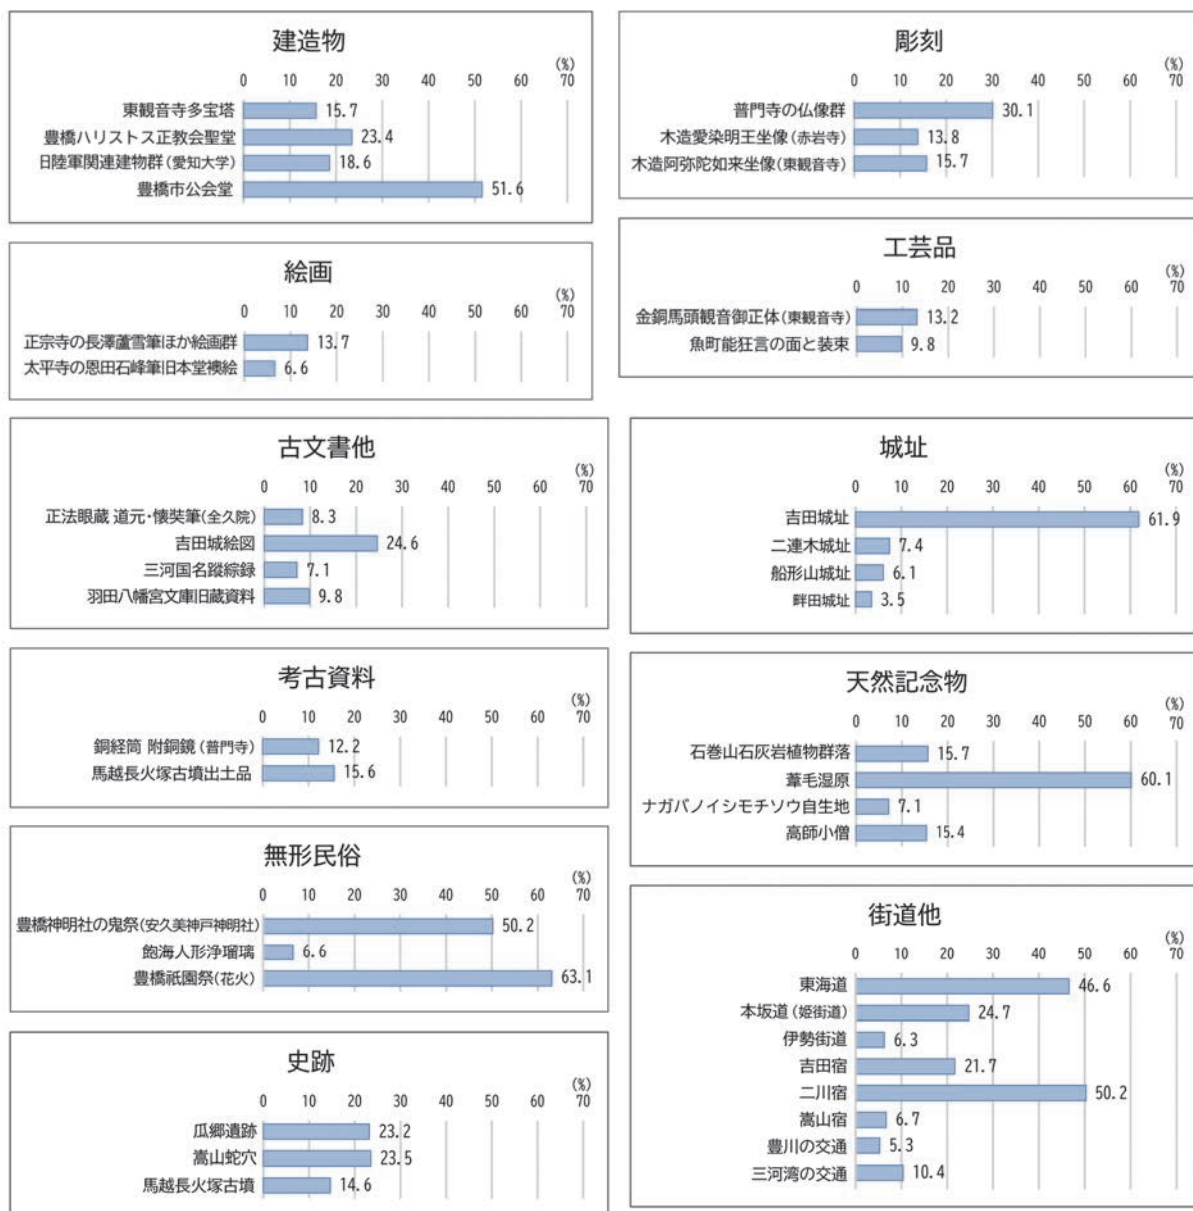 建造物
(%)
0 10 20 30 40 50 60 70
東観音寺多宝塔 15.7
豊橋ハリストス正教会聖堂 23.4
旧陸軍関連建物群(愛知大学) 18.6
豊橋市公会堂 51.6
彫刻
(%)
0 10 20 30 40 50 60 70
普門寺の仏像群 30.1
木造愛染明王坐像(赤岩寺) 13.8
木造阿弥陀如来坐像(東観音寺) 15.7
絵画
(%)
0 10 20 30 40 50 60 70
正宗寺の長澤蘆雪筆ほか絵画群 13.7
太平寺の恩田石峰筆旧本堂襖絵 6.6
工芸品
(%)
0 10 20 30 40 50 60 70
金銅馬頭観音御正体(東観音寺) 13.2
魚町能狂言の面と装束 9.8
古文書他
(%)
0 10 20 30 40 50 60 70
正法眼蔵 道元・懐奘筆(全久院) 8.3
吉田城絵図 24.6
三河国名蹤綜録 7.1
羽田八幡宮文庫旧蔵資料 9.8
城址
(%)
0 10 20 30 40 50 60 70
吉田城址 61.9
二連木城址 7.4
船形山城址 6.1
畔田城址 3.5
考古資料
(%)
0 10 20 30 40 50 60 70
銅経筒 附銅鏡(普門寺) 12.2
馬越長火塚古墳出土品 15.6
天然記念物
(%)
0 10 20 30 40 50 60 70
石巻山石灰岩植物群落 15.7
葦毛湿原 60.1
ナガバノイシモチソウ自生地 7.1
高師小僧 15.4
無形民俗
(%)
0 10 20 30 40 50 60 70
豊橋神明社の鬼祭(安久美神戸神明社) 50.2
飽海人形浄瑠璃 6.6
豊橋祇園祭(花火) 63.1
街道他
(%)
0 10 20 30 40 50 60 70
東海道 46.6
本坂道(姫街道) 24.7
伊勢街道 6.3
吉田宿 21.7
二川宿 50.2
嵩山宿 6.7
豊川の交通 5.3
三河湾の交通 10.4
史跡
(%)
0 10 20 30 40 50 60 70
瓜郷遺跡 23.2
嵩山蛇穴 23.5
馬越長火塚古墳 14.6